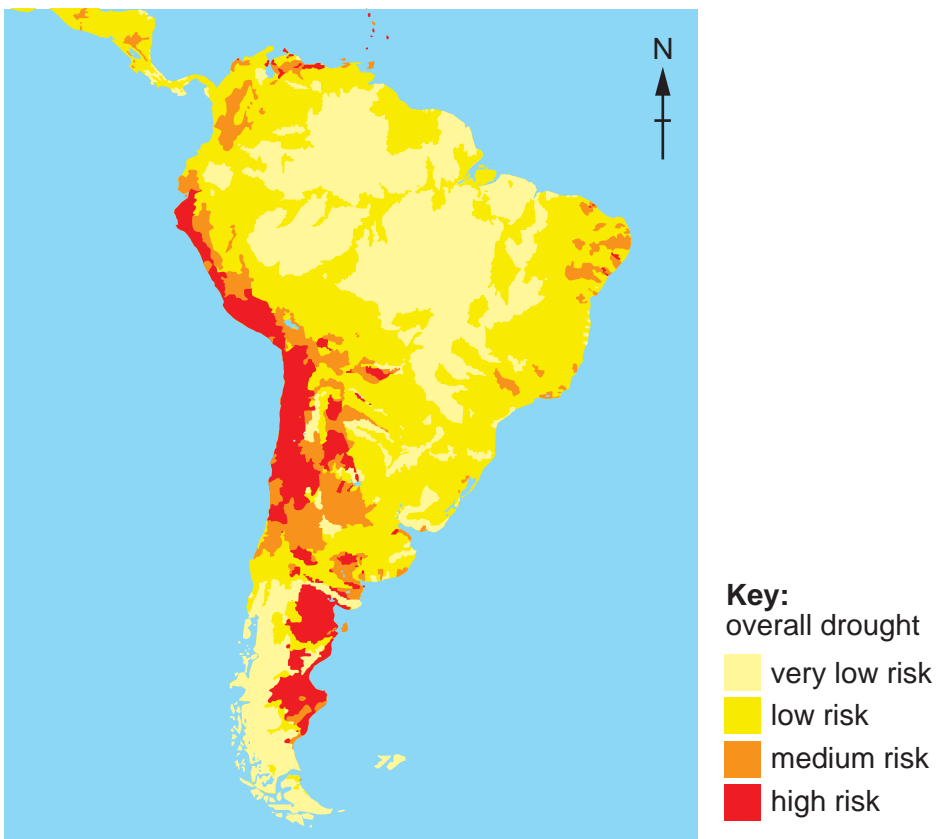 N
Key:
overall drought
very low risk
low risk
medium risk
high risk